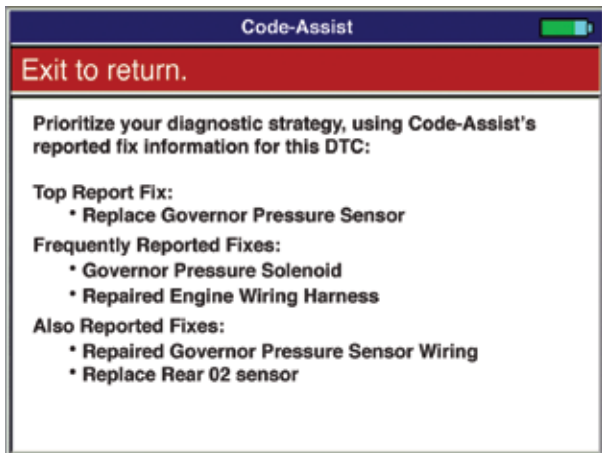 Code-Assist
Exit to return.
Prioritize your diagnostic strategy, using Code-Assist's
reported fix information for this DTC:
Top Report Fix:
• Replace Governor Pressure Sensor
Frequently Reported Fixes:
• Governor Pressure Solenoid
• Repaired Engine Wiring Harness
Also Reported Fixes:
• Repaired Governor Pressure Sensor Wiring
• Replace Rear 02 sensor